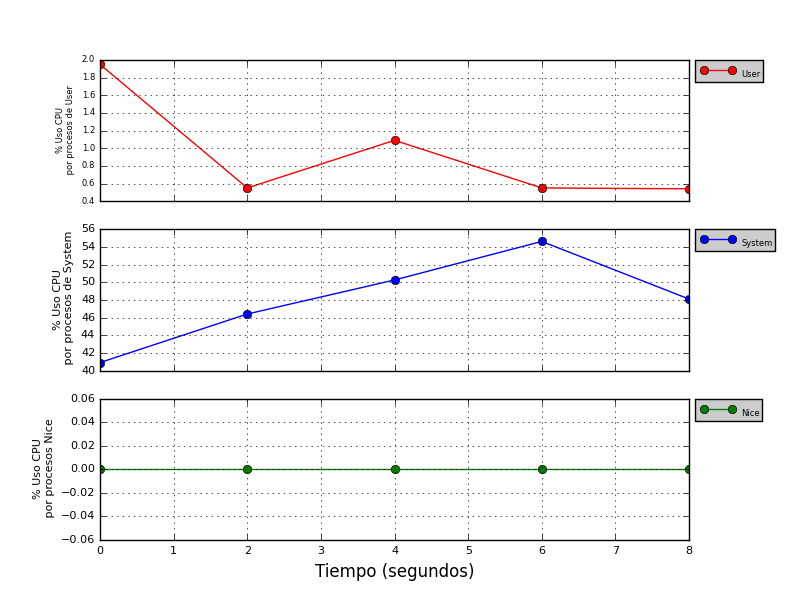 2.0
1.8
1.6
1.4
1.2
1.0
0.8
0.6
0.4
% Uso CPU
por procesos de User
User
56
54
52
50
48
46
44
42
40
% Uso CPU
por procesos de System
System
0.06
0.04
0.02
0.00
−0.02
−0.04
−0.06
% Uso CPU
por procesos Nice
Nice
0 1 2 3 4 5 6 7 8
Tiempo (segundos)